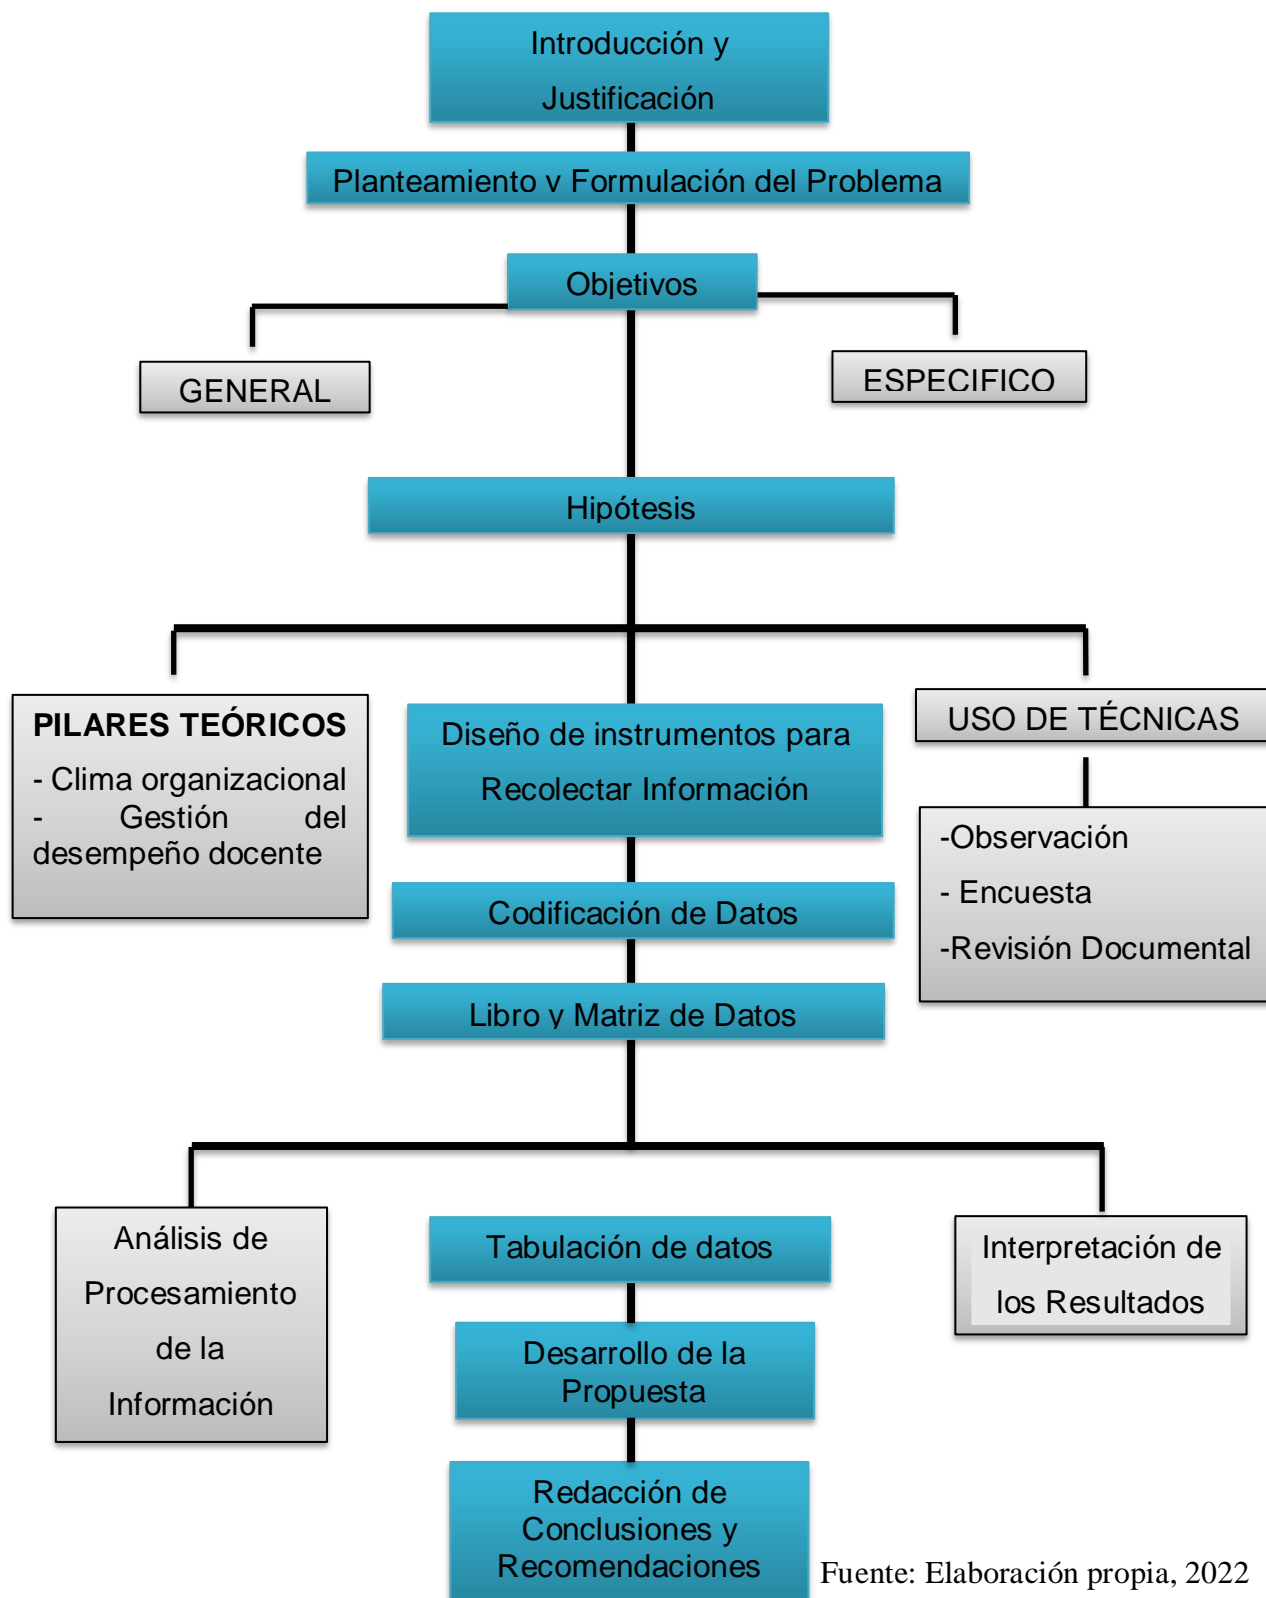 Introducción y
Justificación
Planteamiento y Formulación del Problema
Objetivos
GENERAL
ESPECIFICO
Hipótesis
PILARES TEÓRICOS
- Clima organizacional
- Gestión del
desempeño docente
Diseño de instrumentos para
Recolectar Información
USO DE TÉCNICAS
-Observación
- Encuesta
-Revisión Documental
Codificación de Datos
Libro y Matriz de Datos
Análisis de
Procesamiento
de la
Información
Tabulación de datos
Interpretación de
los Resultados
Desarrollo de la
Propuesta
Redacción de
Conclusiones y
Recomendaciones
Fuente: Elaboración propia, 2022